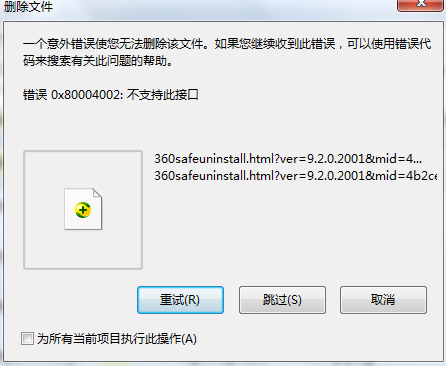 删除文件
一个意外错误使您无法删除该文件。如果您继续收到此错误，可以使用错误代
码来搜索有关此问题的帮助。
错误 0x80004002: 不支持此接口
360safeuninstall.html?ver=9.2.0.2001&mid=4...
360safeuninstall.html?ver=9.2.0.2001&mid=4b2ce
重试(R)
跳过(S)
取消
为所有当前项目执行此操作(A)